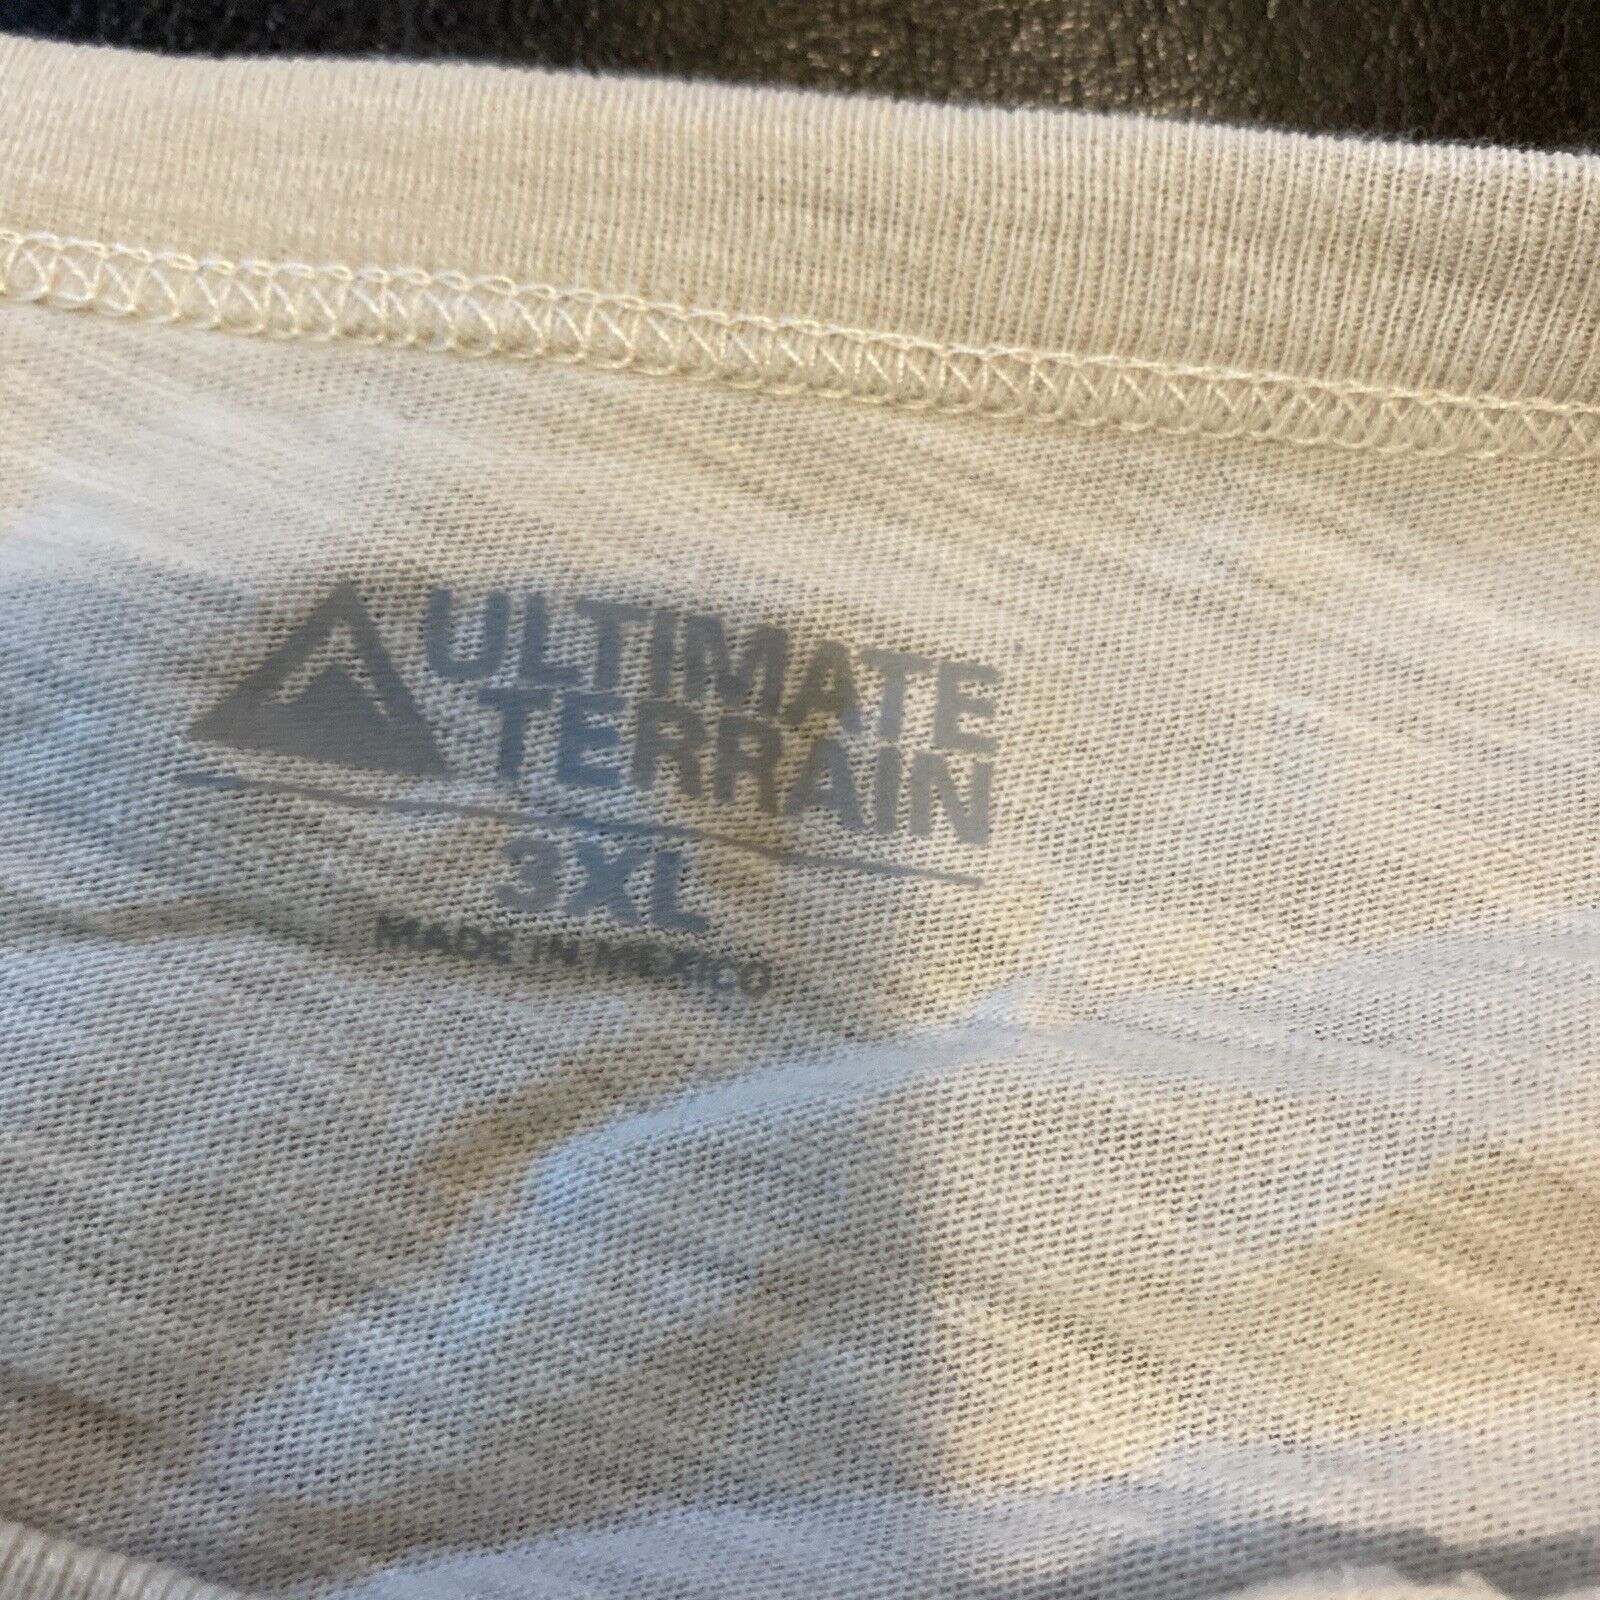 ULTIMATE
TERRAIN
3XL
MADE IN MEXICO